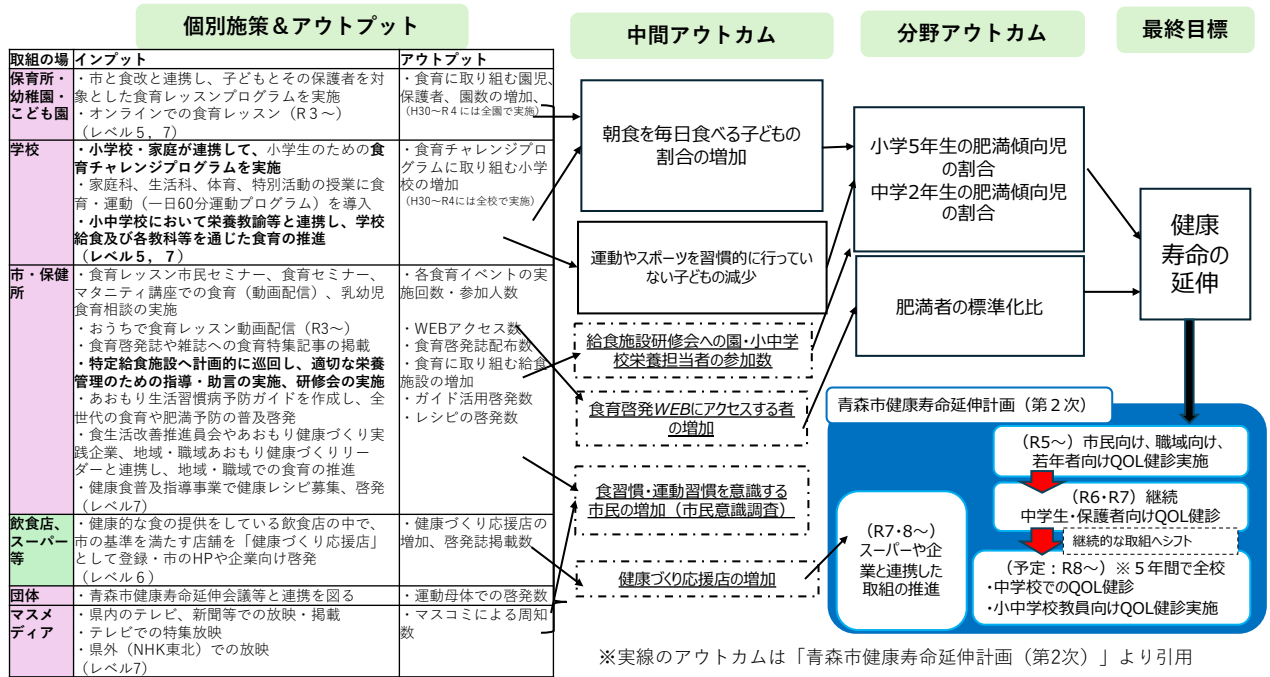 個別施策＆アウトプット
中間アウトカム
分野アウトカム
最終目標
取組の場
インプット
アウトプット
保育所・
幼稚園・
こども園
・市と食改と連携し、子どもとその保護者を対
象とした食育レッスンプログラムを実施
・オンラインでの食育レッスン（R３～）
（レベル５，７）
・食育に取り組む園児、
保護者、園数の増加、
（H30～R４には全園で実施）
学校
・小学校・家庭が連携して、小学生のための食
育チャレンジプログラムを実施
・家庭科、生活科、体育、特別活動の授業に食
育・運動（一日60分運動プログラム）を導入
・小中学校において栄養教諭等と連携し、学校
給食及び各教科等を通じた食育の推進
（レベル５，７）
・食育チャレンジプロ
グラムに取り組む小学
校の増加
（H30～R4には全校で実施）
市・保健
所
・食育レッスン市民セミナー、食育セミナー、
マタニティ講座での食育（動画配信）、乳幼児
食育相談の実施
・おうちで食育レッスン動画配信（R3～）
・食育啓発誌や雑誌への食育特集記事の掲載
・特定給食施設へ計画的に巡回し、適切な栄養
管理のための指導・助言の実施、研修会の実施
・あおもり生活習慣病予防ガイドを作成し、全
世代の食育や肥満予防の普及啓発
・食生活改善推進員会やあおもり健康づくり実
践企業、地域・職域あおもり健康づくりリー
ダーと連携し、地域・職域での食育の推進
・健康食普及指導事業で健康レシピ募集、啓発
（レベル7）
・各食育イベントの実
施回数・参加人数
・WEBアクセス数
・食育啓発誌配布数
・食育に取り組む給食
施設の増加
・ガイド活用啓発数
・レシピの啓発数
飲食店、
スーパー
等
・健康的な食の提供をしている飲食店の中で、
市の基準を満たす店舗を「健康づくり応援店」
として登録・市のHPや企業向け啓発
（レベル６）
・健康づくり応援店の
増加、啓発誌掲載数
団体
・青森市健康寿命延伸会議等と連携を図る
・運動母体での啓発数
マスメ
ディア
・県内のテレビ、新聞等での放映・掲載
・テレビでの特集放映
・県外（NHK東北）での放映
（レベル7）
・マスコミによる周知
数
朝食を毎日食べる子どもの
割合の増加
運動やスポーツを習慣的に行ってい
ない子どもの減少
給食施設研修会への園・小中学
校栄養担当者の参加数
食育啓発WEBにアクセスする者
の増加
食習慣・運動習慣を意識する
市民の増加（市民意識調査）
健康づくり応援店の増加
小学5年生の肥満傾向児
の割合
中学2年生の肥満傾向児
の割合
肥満者の標準化比
健康
寿命の
延伸
青森市健康寿命延伸計画（第２次）
（R5～）市民向け、職域向け、
若年者向けQOL健診実施
（R6・R7）継続
中学生・保護者向けQOL健診
継続的な取組へシフト
（予定：R8～）※５年間で全校
・中学校でのQOL健診
・小中学校教員向けQOL健診実施
（R7・8～）
スーパーや企
業と連携した
取組の推進
※実線のアウトカムは「青森市健康寿命延伸計画（第2次）」より引用